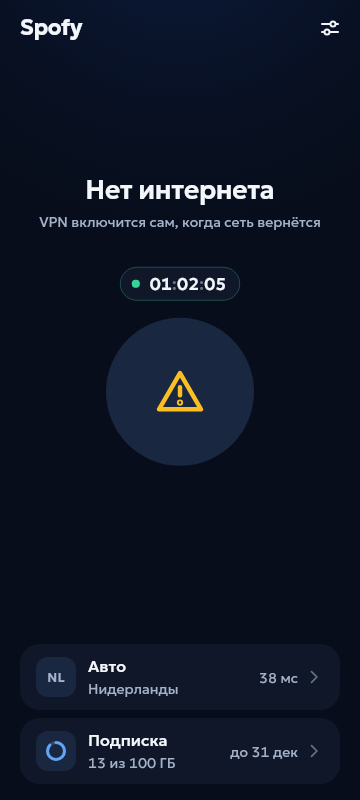 Spofy
Нет интернета
VPN включится сам, когда сеть вернётся
01:02:05
NL
Авто
Нидерланды
38 мс
Подписка
13 из 100 ГБ
до 31 дек